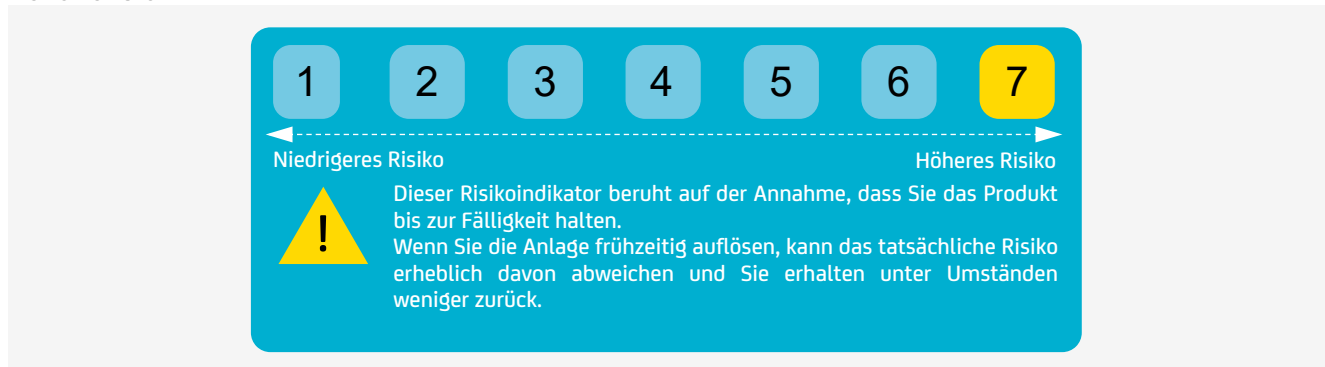 1 2 3 4 5 6 7
Niedrigeres Risiko Höheres Risiko
! Dieser Risikoindikator beruht auf der Annahme, dass Sie das Produkt
bis zur Fälligkeit halten.
Wenn Sie die Anlage frühzeitig auflösen, kann das tatsächliche Risiko
erheblich davon abweichen und Sie erhalten unter Umständen
weniger zurück.